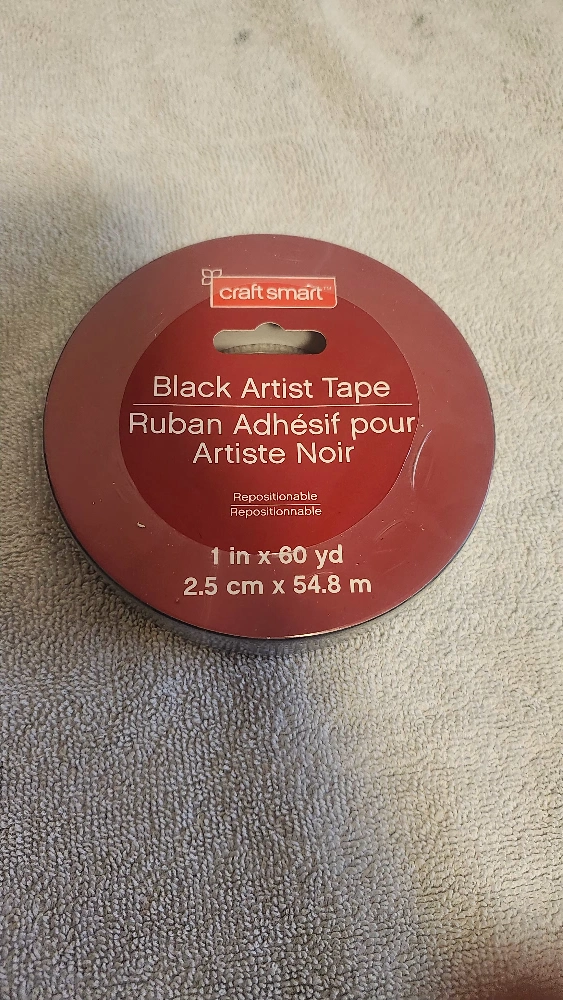 craft smart™
Black Artist Tape
Ruban Adhésif pour
Artiste Noir
Repositionable
Repositionnable
1 in x 60 yd
2.5 cm x 54.8 m